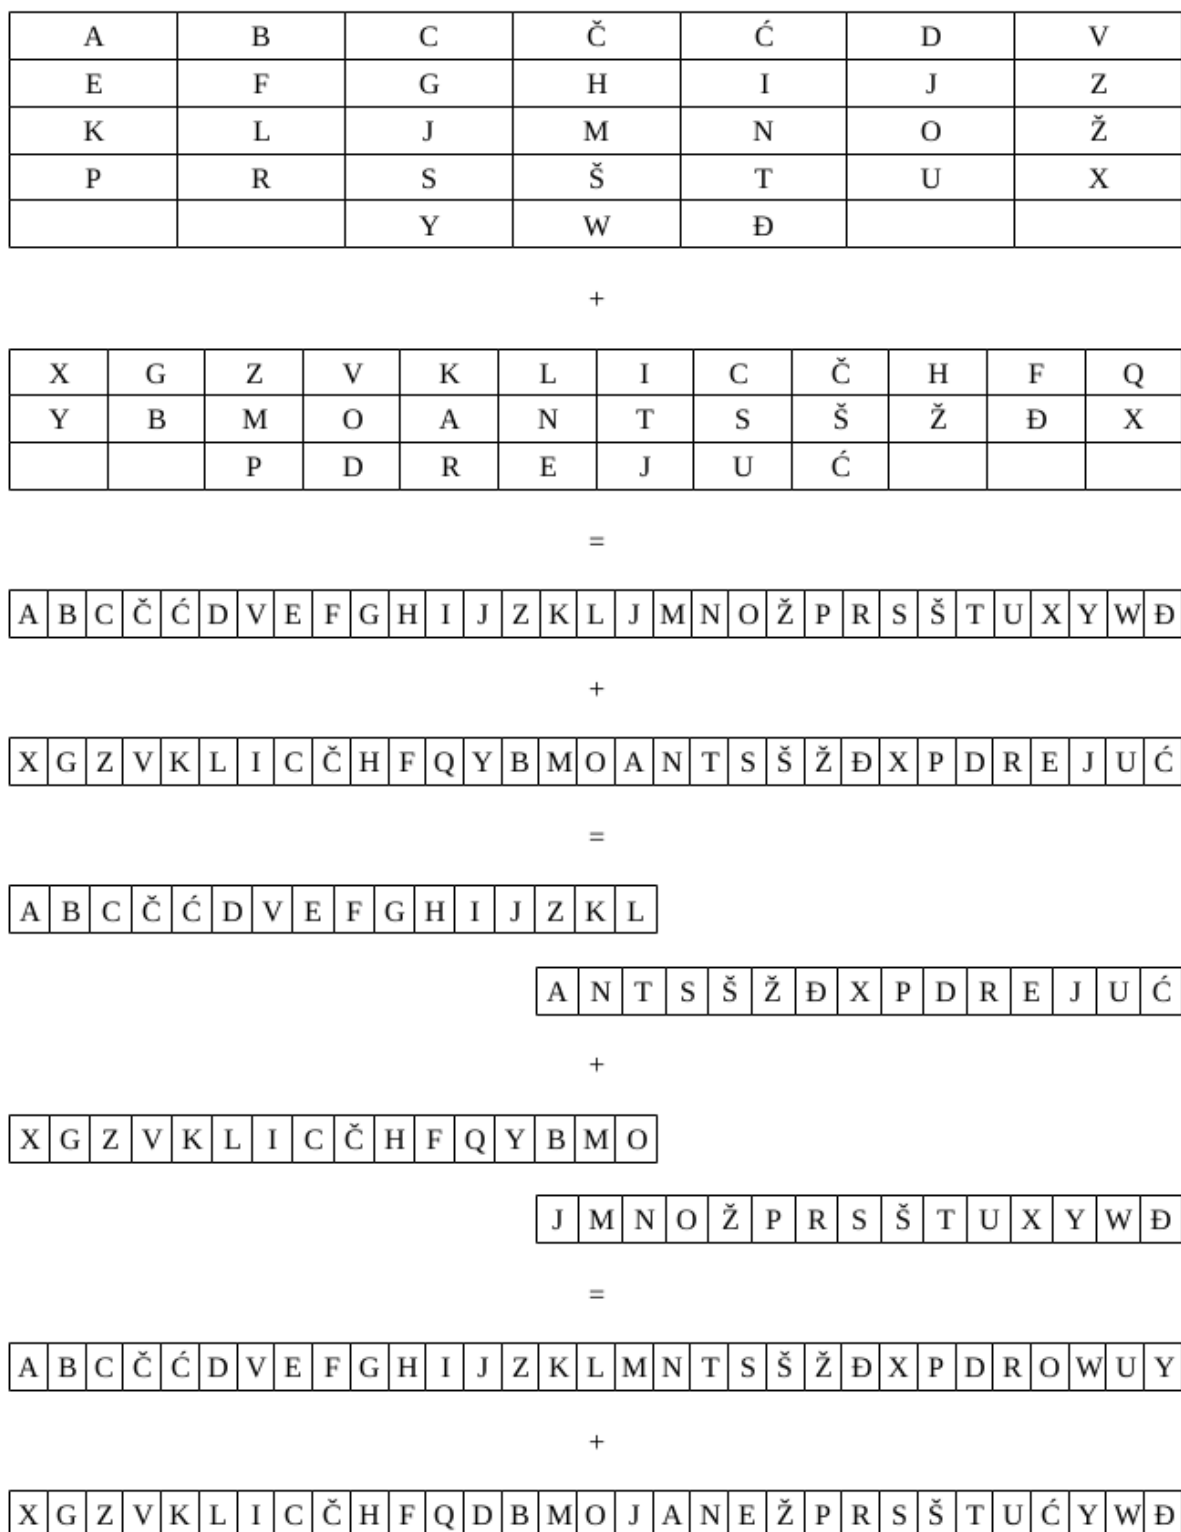 A B C Č Ć D V
E F G H I J Z
K L J M N O Ž
P R S Š T U X
Y W Đ
+
X G Z V K L I C Č H F Q
Y B M O A N T S Š Ž Đ X
P D R E J U Ć
=
A B C Č Ć D V E F G H I J Z K L J M N O Ž P R S Š T U X Y W Đ
+
X G Z V K L I C Č H F Q Y B M O A N T S Š Ž Đ X P D R E J U Ć
=
A B C Č Ć D V E F G H I J Z K L
A N T S Š Ž Đ X P D R E J U Ć
+
X G Z V K L I C Č H F Q Y B M O
J M N O Ž P R S Š T U X Y W Đ
=
A B C Č Ć D V E F G H I J Z K L M N T S Š Ž Đ X P D R O W U Y
+
X G Z V K L I C Č H F Q D B M O J A N E Ž P R S Š T U Ć Y W Đ